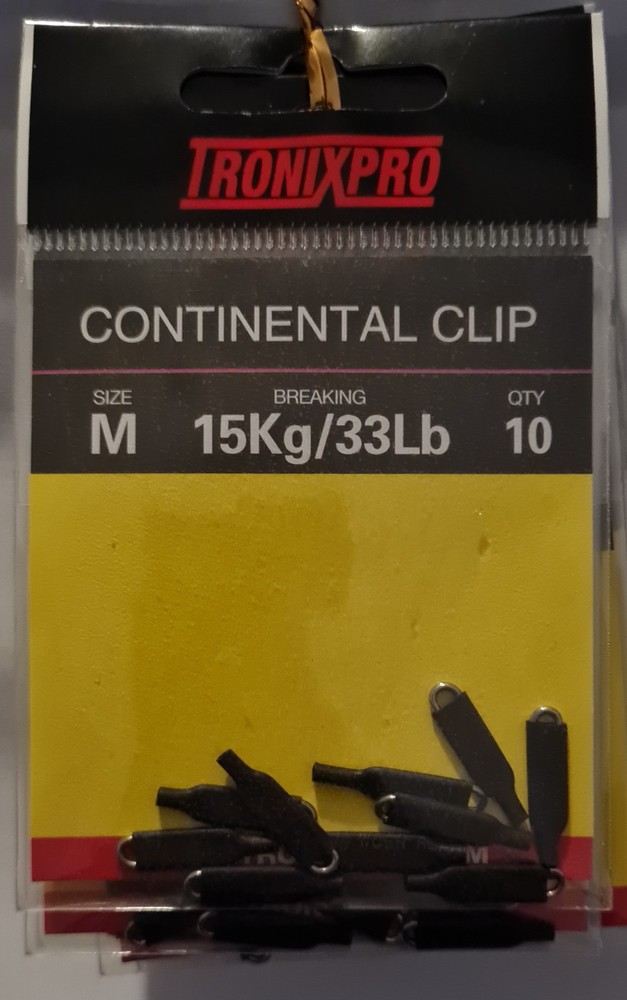 TRONIXPRO
CONTINENTAL CLIP
SIZE BREAKING QTY
M 15Kg/33Lb 10
M